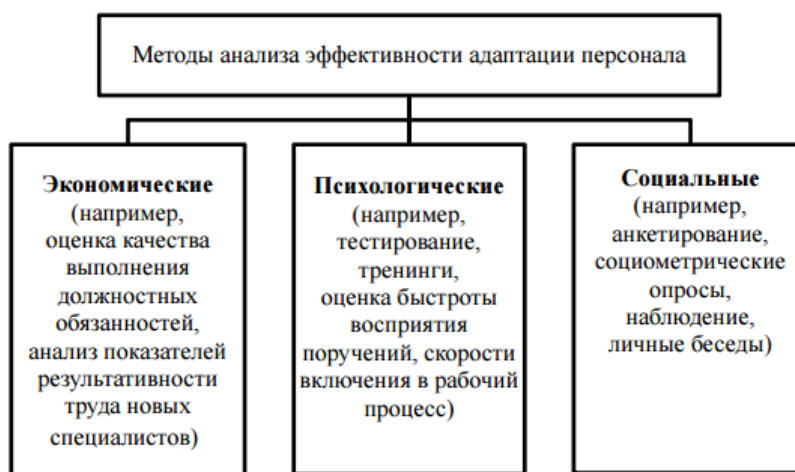 Методы анализа эффективности адаптации персонала
Экономические
(например,
оценка качества
выполнения
должностных
обязанностей,
анализ показателей
результативности
труда новых
специалистов)
Психологические
(например,
тестирование,
тренинги,
оценка быстроты
восприятия
поручений, скорости
включения в рабочий
процесс)
Социальные
(например,
анкетирование,
социометрические
опросы,
наблюдение,
личные беседы)